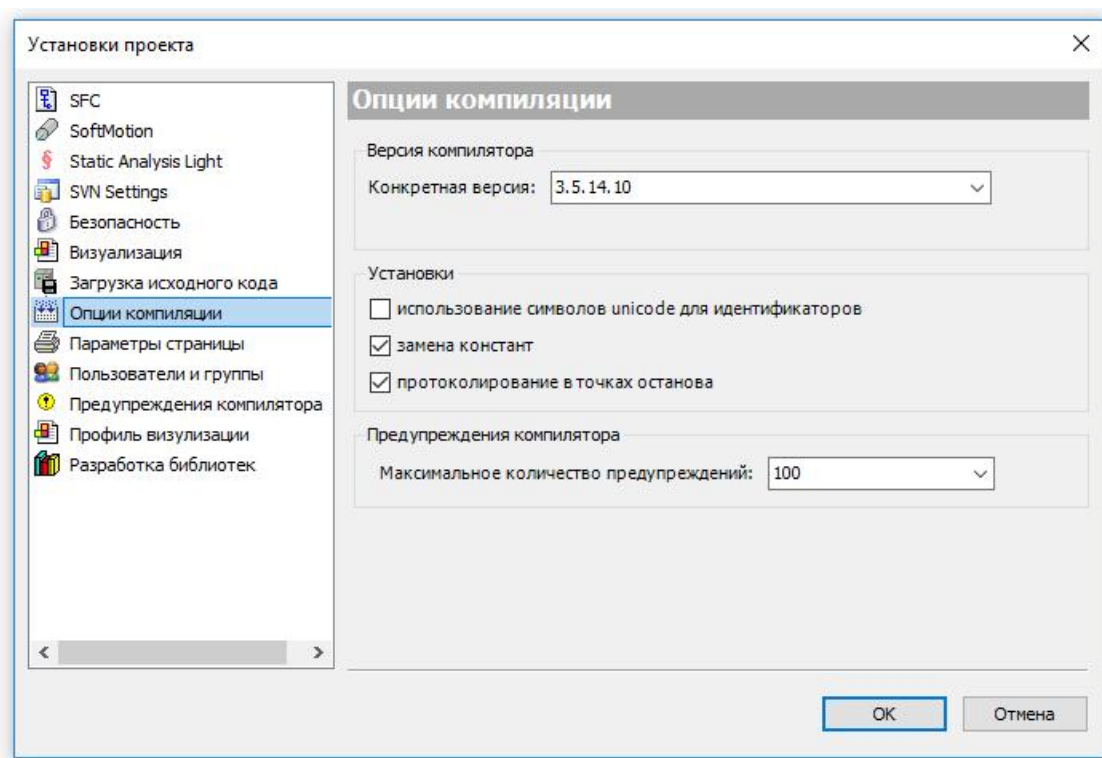 Установки проекта
SFC
SoftMotion
Static Analysis Light
SVN Settings
Безопасность
Визуализация
Загрузка исходного кода
Опции компиляции
Параметры страницы
Пользователи и группы
Предупреждения компилятора
Профиль визулизации
Разработка библиотек
Опции компиляции
Версия компилятора
Конкретная версия: 3.5.14.10
Установки
использование символов unicode для идентификаторов
замена констант
протоколирование в точках останова
Предупреждения компилятора
Максимальное количество предупреждений: 100
OK Отмена